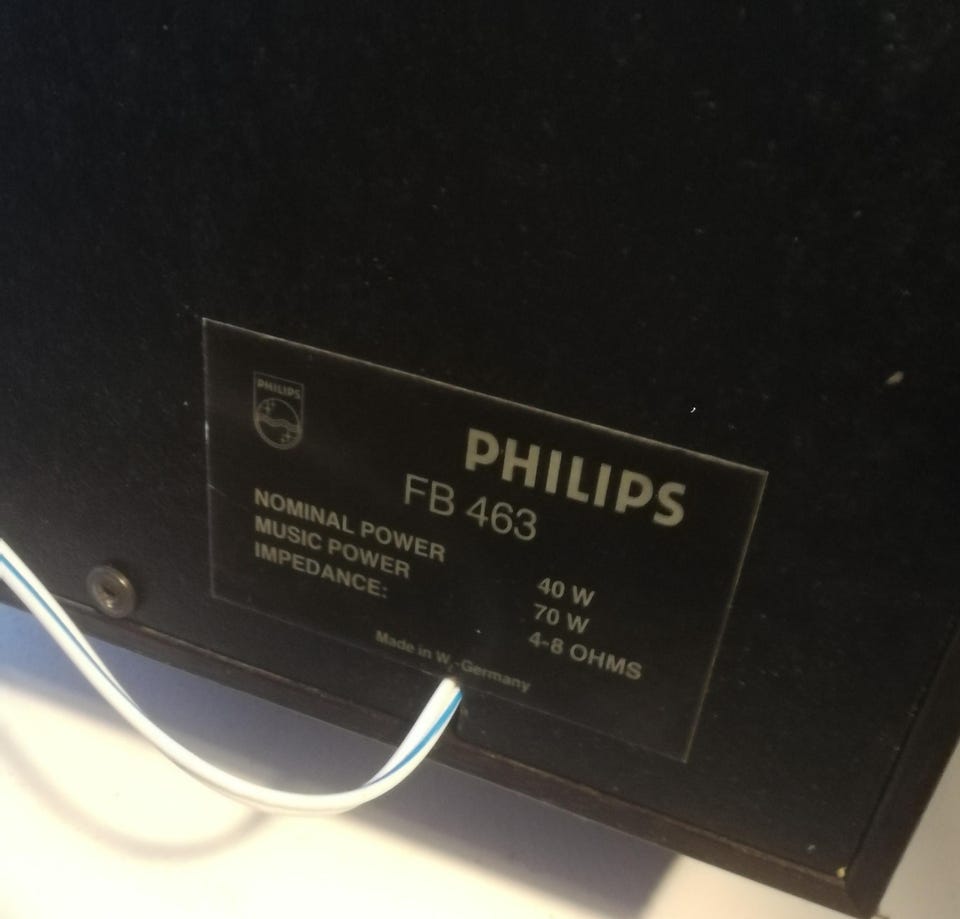 PHILIPS
PHILIPS
FB 463
NOMINAL POWER 40 W
MUSIC POWER 70 W
IMPEDANCE: 4-8 OHMS
Made in W.-Germany